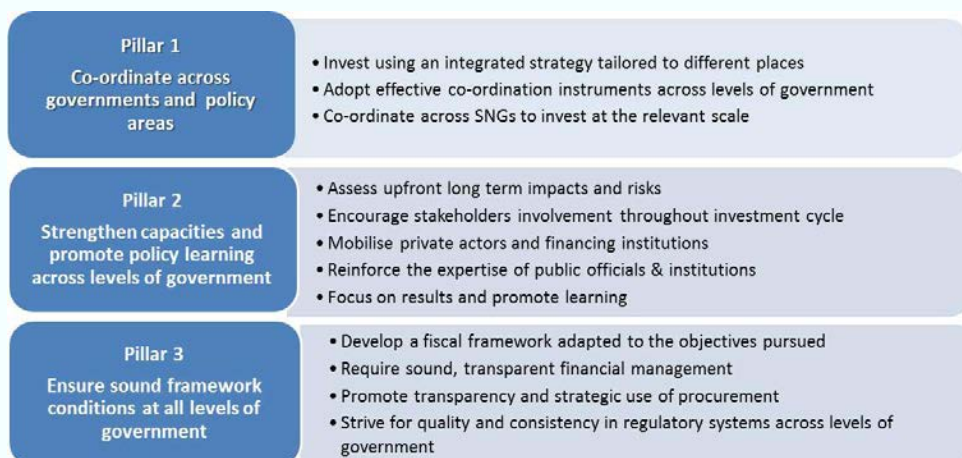 Pillar 1
Co-ordinate across
governments and policy
areas
• Invest using an integrated strategy tailored to different places
• Adopt effective co-ordination instruments across levels of government
• Co-ordinate across SNGs to invest at the relevant scale
Pillar 2
Strengthen capacities and
promote policy learning
across levels of government
• Assess upfront long term impacts and risks
• Encourage stakeholders involvement throughout investment cycle
• Mobilise private actors and financing institutions
• Reinforce the expertise of public officials & institutions
• Focus on results and promote learning
Pillar 3
Ensure sound framework
conditions at all levels of
government
• Develop a fiscal framework adapted to the objectives pursued
• Require sound, transparent financial management
• Promote transparency and strategic use of procurement
• Strive for quality and consistency in regulatory systems across levels of
government